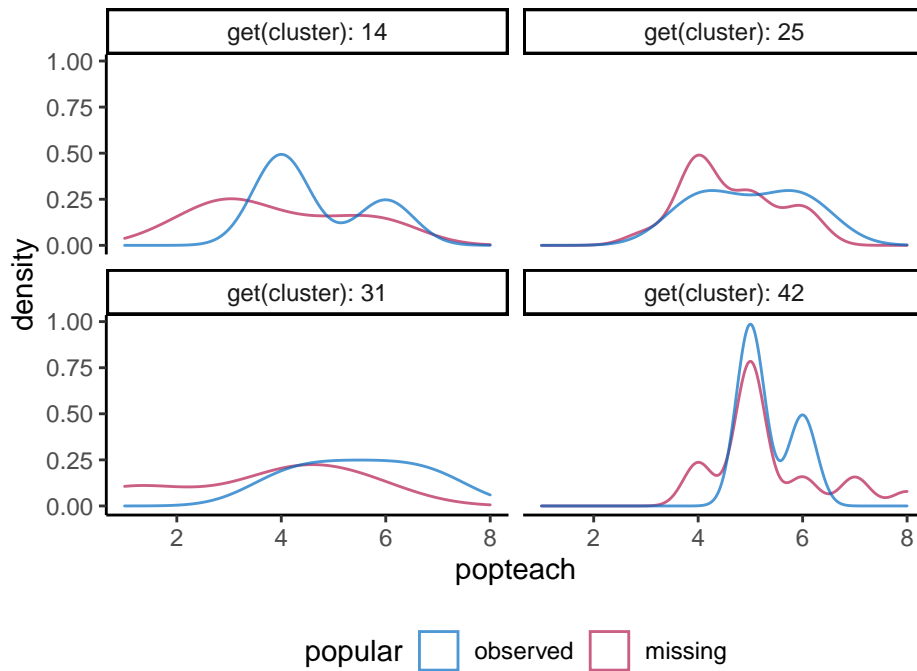 get(cluster): 14
get(cluster): 25
1.00
0.75
0.50
0.25
0.00
get(cluster): 31
get(cluster): 42
1.00
0.75
0.50
0.25
0.00
density
2 4 6 8 2 4 6 8
popteach
popular observed missing